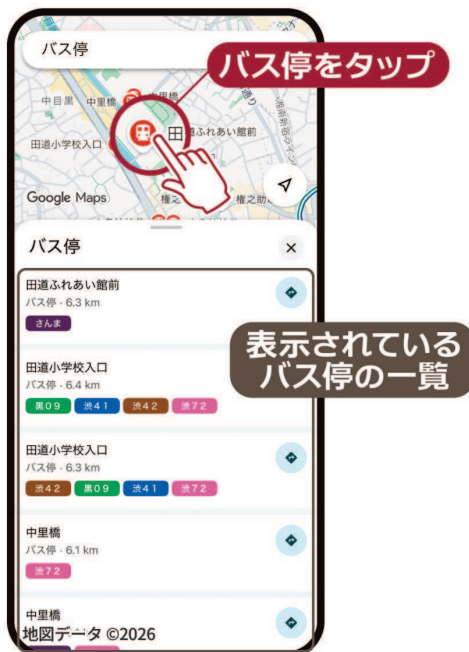 バス停
バス停をタップ
中目黒
中里橋
中里橋
田道ふれあい館前
田道小学校入口
Google Maps
権之
権之助
バス停
田道ふれあい館前
バス停 · 6.3 km
さんま
表示されている
バス停の一覧
田道小学校入口
バス停 · 6.4 km
黒09 渋41 渋42 渋72
田道小学校入口
バス停 · 6.3 km
渋42 黒09 渋41 渋72
中里橋
バス停 · 6.1 km
渋72
中里橋
地図データ ©2026